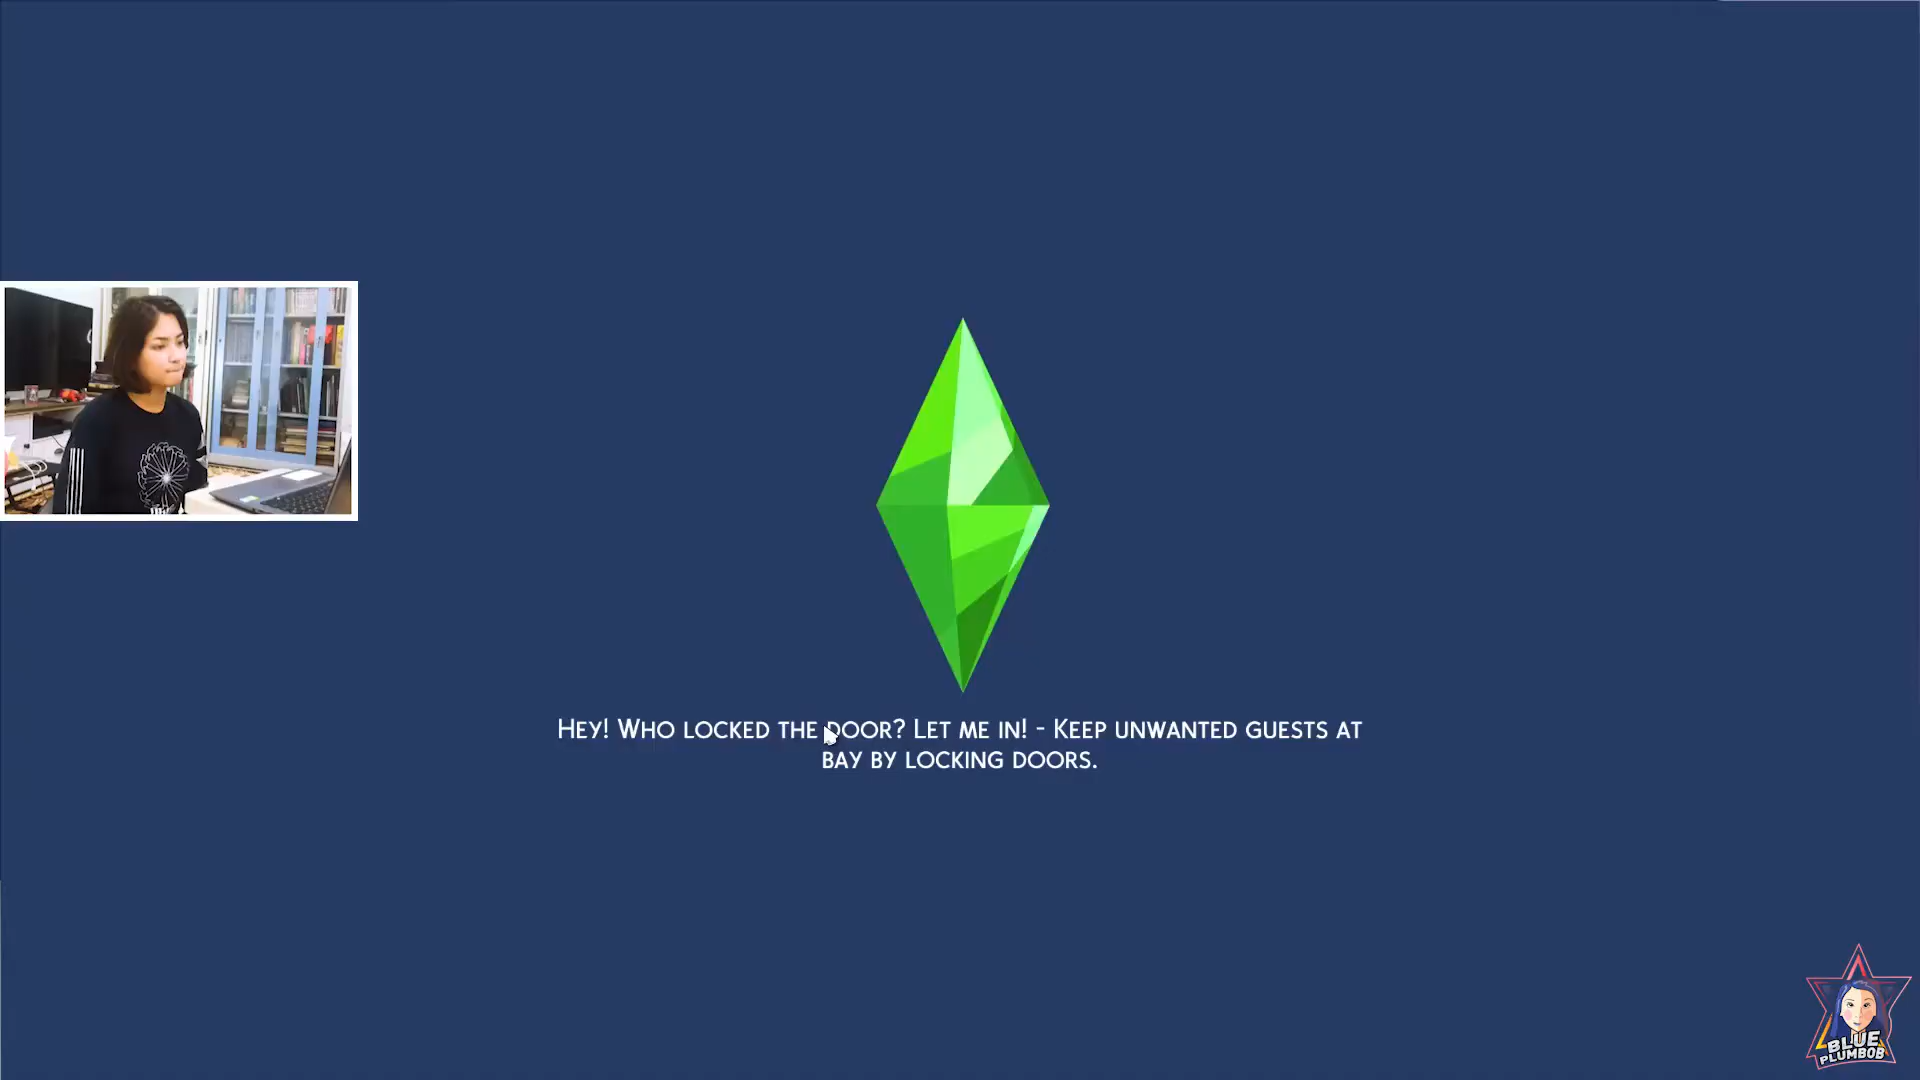 Hey! Who locked the door? Let me in! - Keep unwanted guests at
bay by locking doors.
BLUE
PLUMBOB